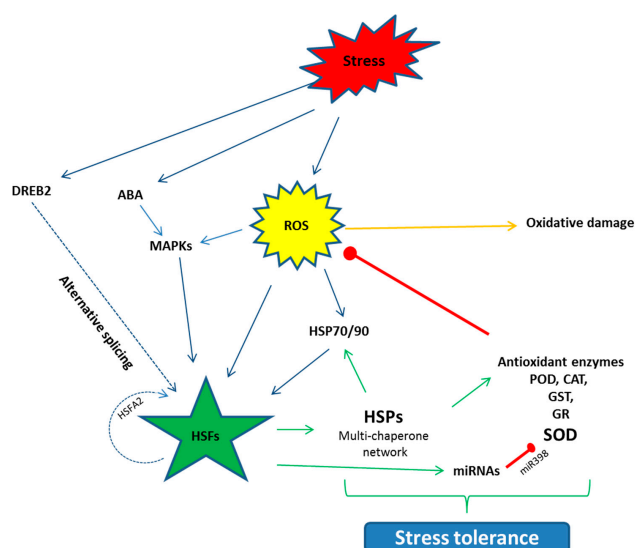 Stress
DREB2
ABA
ROS
Oxidative damage
MAPKs
Alternative splicing
HSP70/90
Antioxidant enzymes
POD, CAT,
GST,
GR
SOD
HSFA2
HSFs
HSPs
Multi-chaperone
network
miRNAs
miR398
Stress tolerance